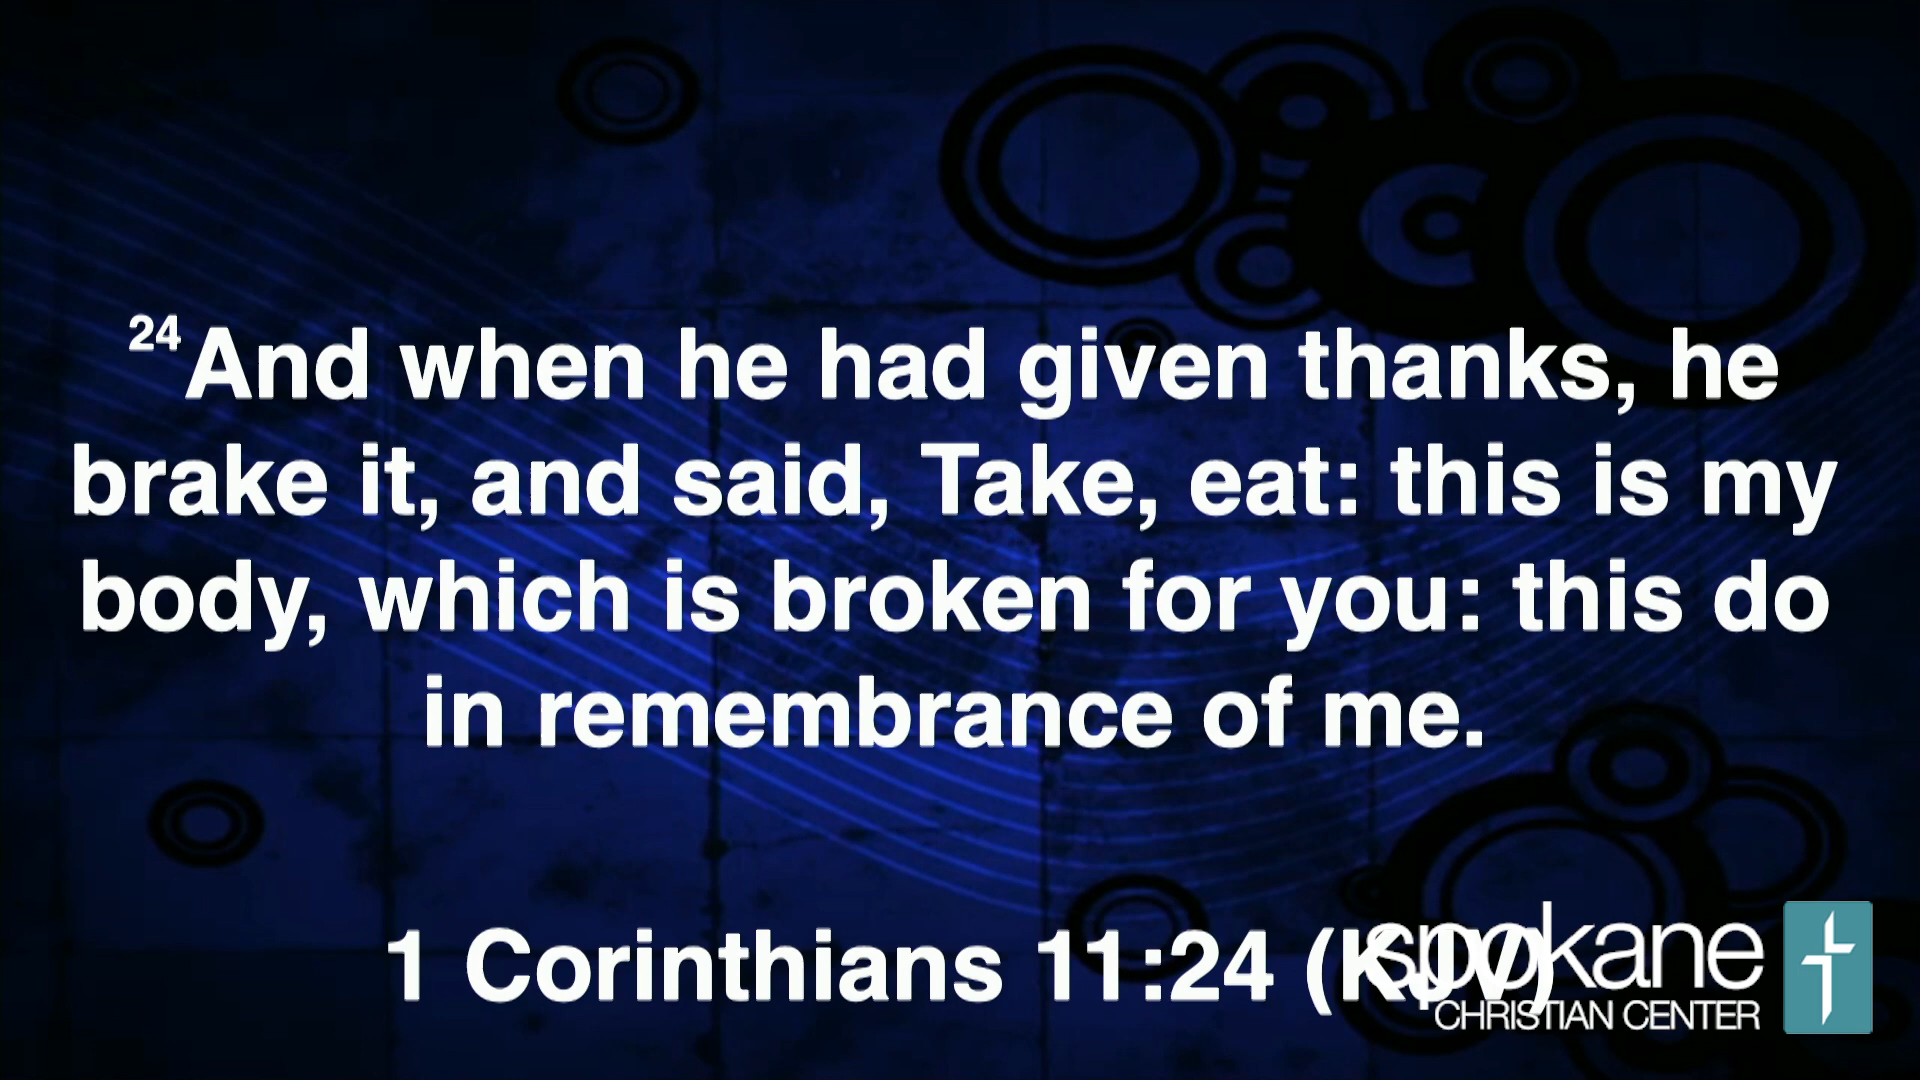 24 And when he had given thanks, he
brake it, and said, Take, eat: this is my
body, which is broken for you: this do
in remembrance of me.
1 Corinthians 11:24 (KJV)
spokane
CHRISTIAN CENTER